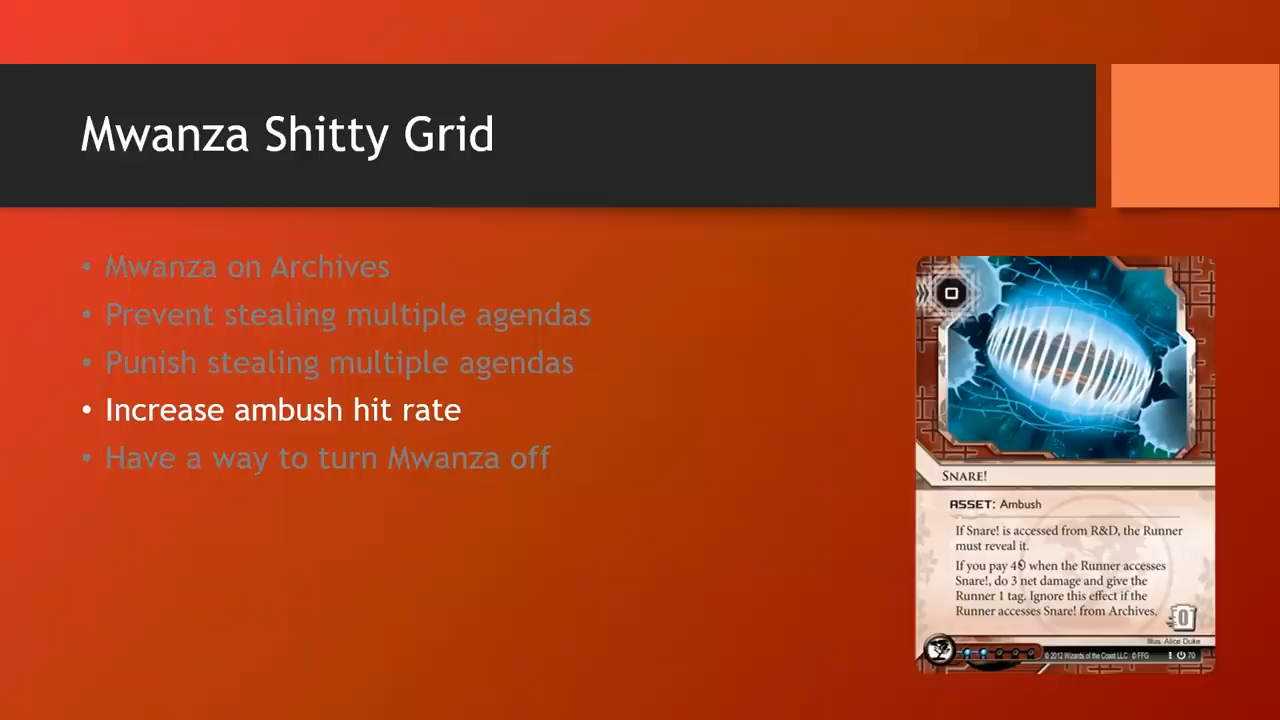 Mwanza Shitty Grid
• Mwanza on Archives
• Prevent stealing multiple agendas
• Punish stealing multiple agendas
• Increase ambush hit rate
• Have a way to turn Mwanza off
SNARE!
ASSET: Ambush
If Snare! is accessed from R&D, the Runner
must reveal it.
If you pay 4 when the Runner accesses
Snare!, do 3 net damage and give the
Runner 1 tag. Ignore this effect if the
Runner accesses Snare! from Archives.
0
Illus. Alice Duke
© 2012 Wizards of the Coast LLC © FFG
70